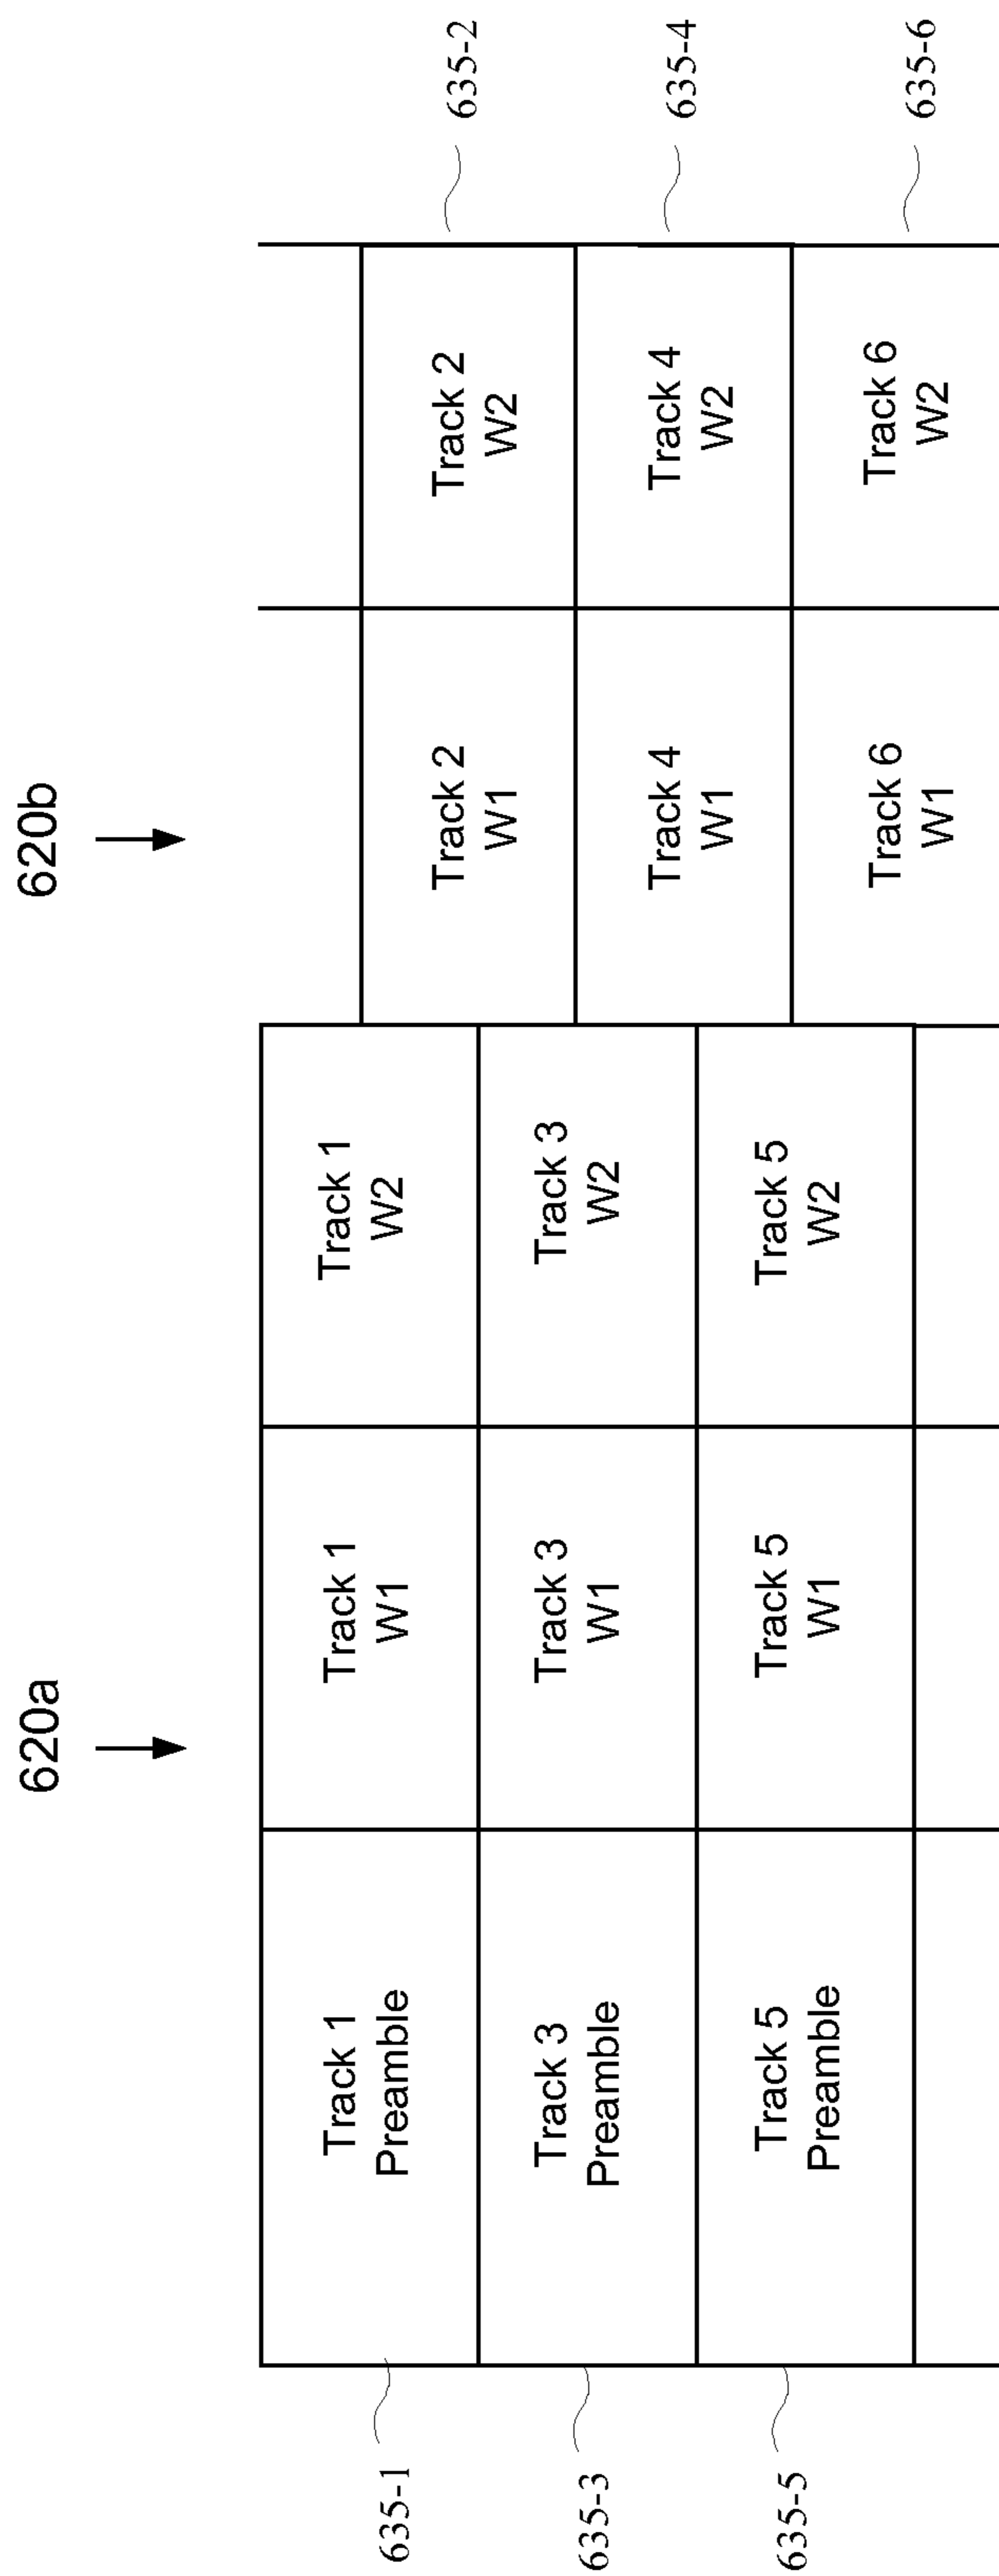 620a
620b
Track 1
Preamble
Track 1
W1
Track 1
W2
Track 2
W1
Track 2
W2
Track 3
Preamble
Track 3
W1
Track 3
W2
Track 4
W1
Track 4
W2
Track 5
Preamble
Track 5
W1
Track 5
W2
Track 6
W1
Track 6
W2
635-1
635-2
635-3
635-4
635-5
635-6